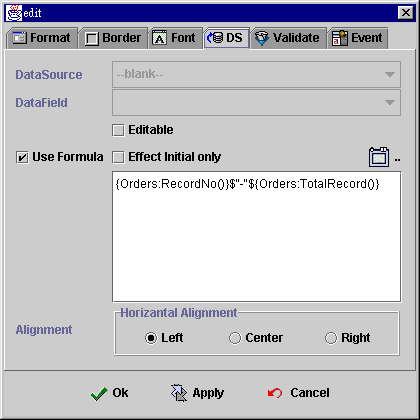 edit
Format Border Font DS Validate Event
DataSource --blank--
DataField
Editable
Use Formula Effect Initial only ..
{Orders:RecordNo()}$"-"${Orders:TotalRecord()}
Horizantal Alignment
Alignment Left Center Right
Ok Apply Cancel